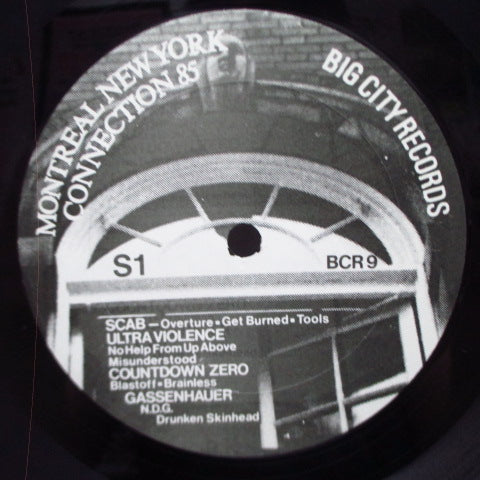 MONTREAL NEW YORK
CONNECTION 85
BIG CITY RECORDS
S1
BCR 9
SCAB — Overture • Get Burned • Tools
ULTRA VIOLENCE
No Help From Up Above
Misunderstood
COUNTDOWN ZERO
Blastoff • Brainless
GASSENHAUER
N.D.G.
Drunken Skinhead